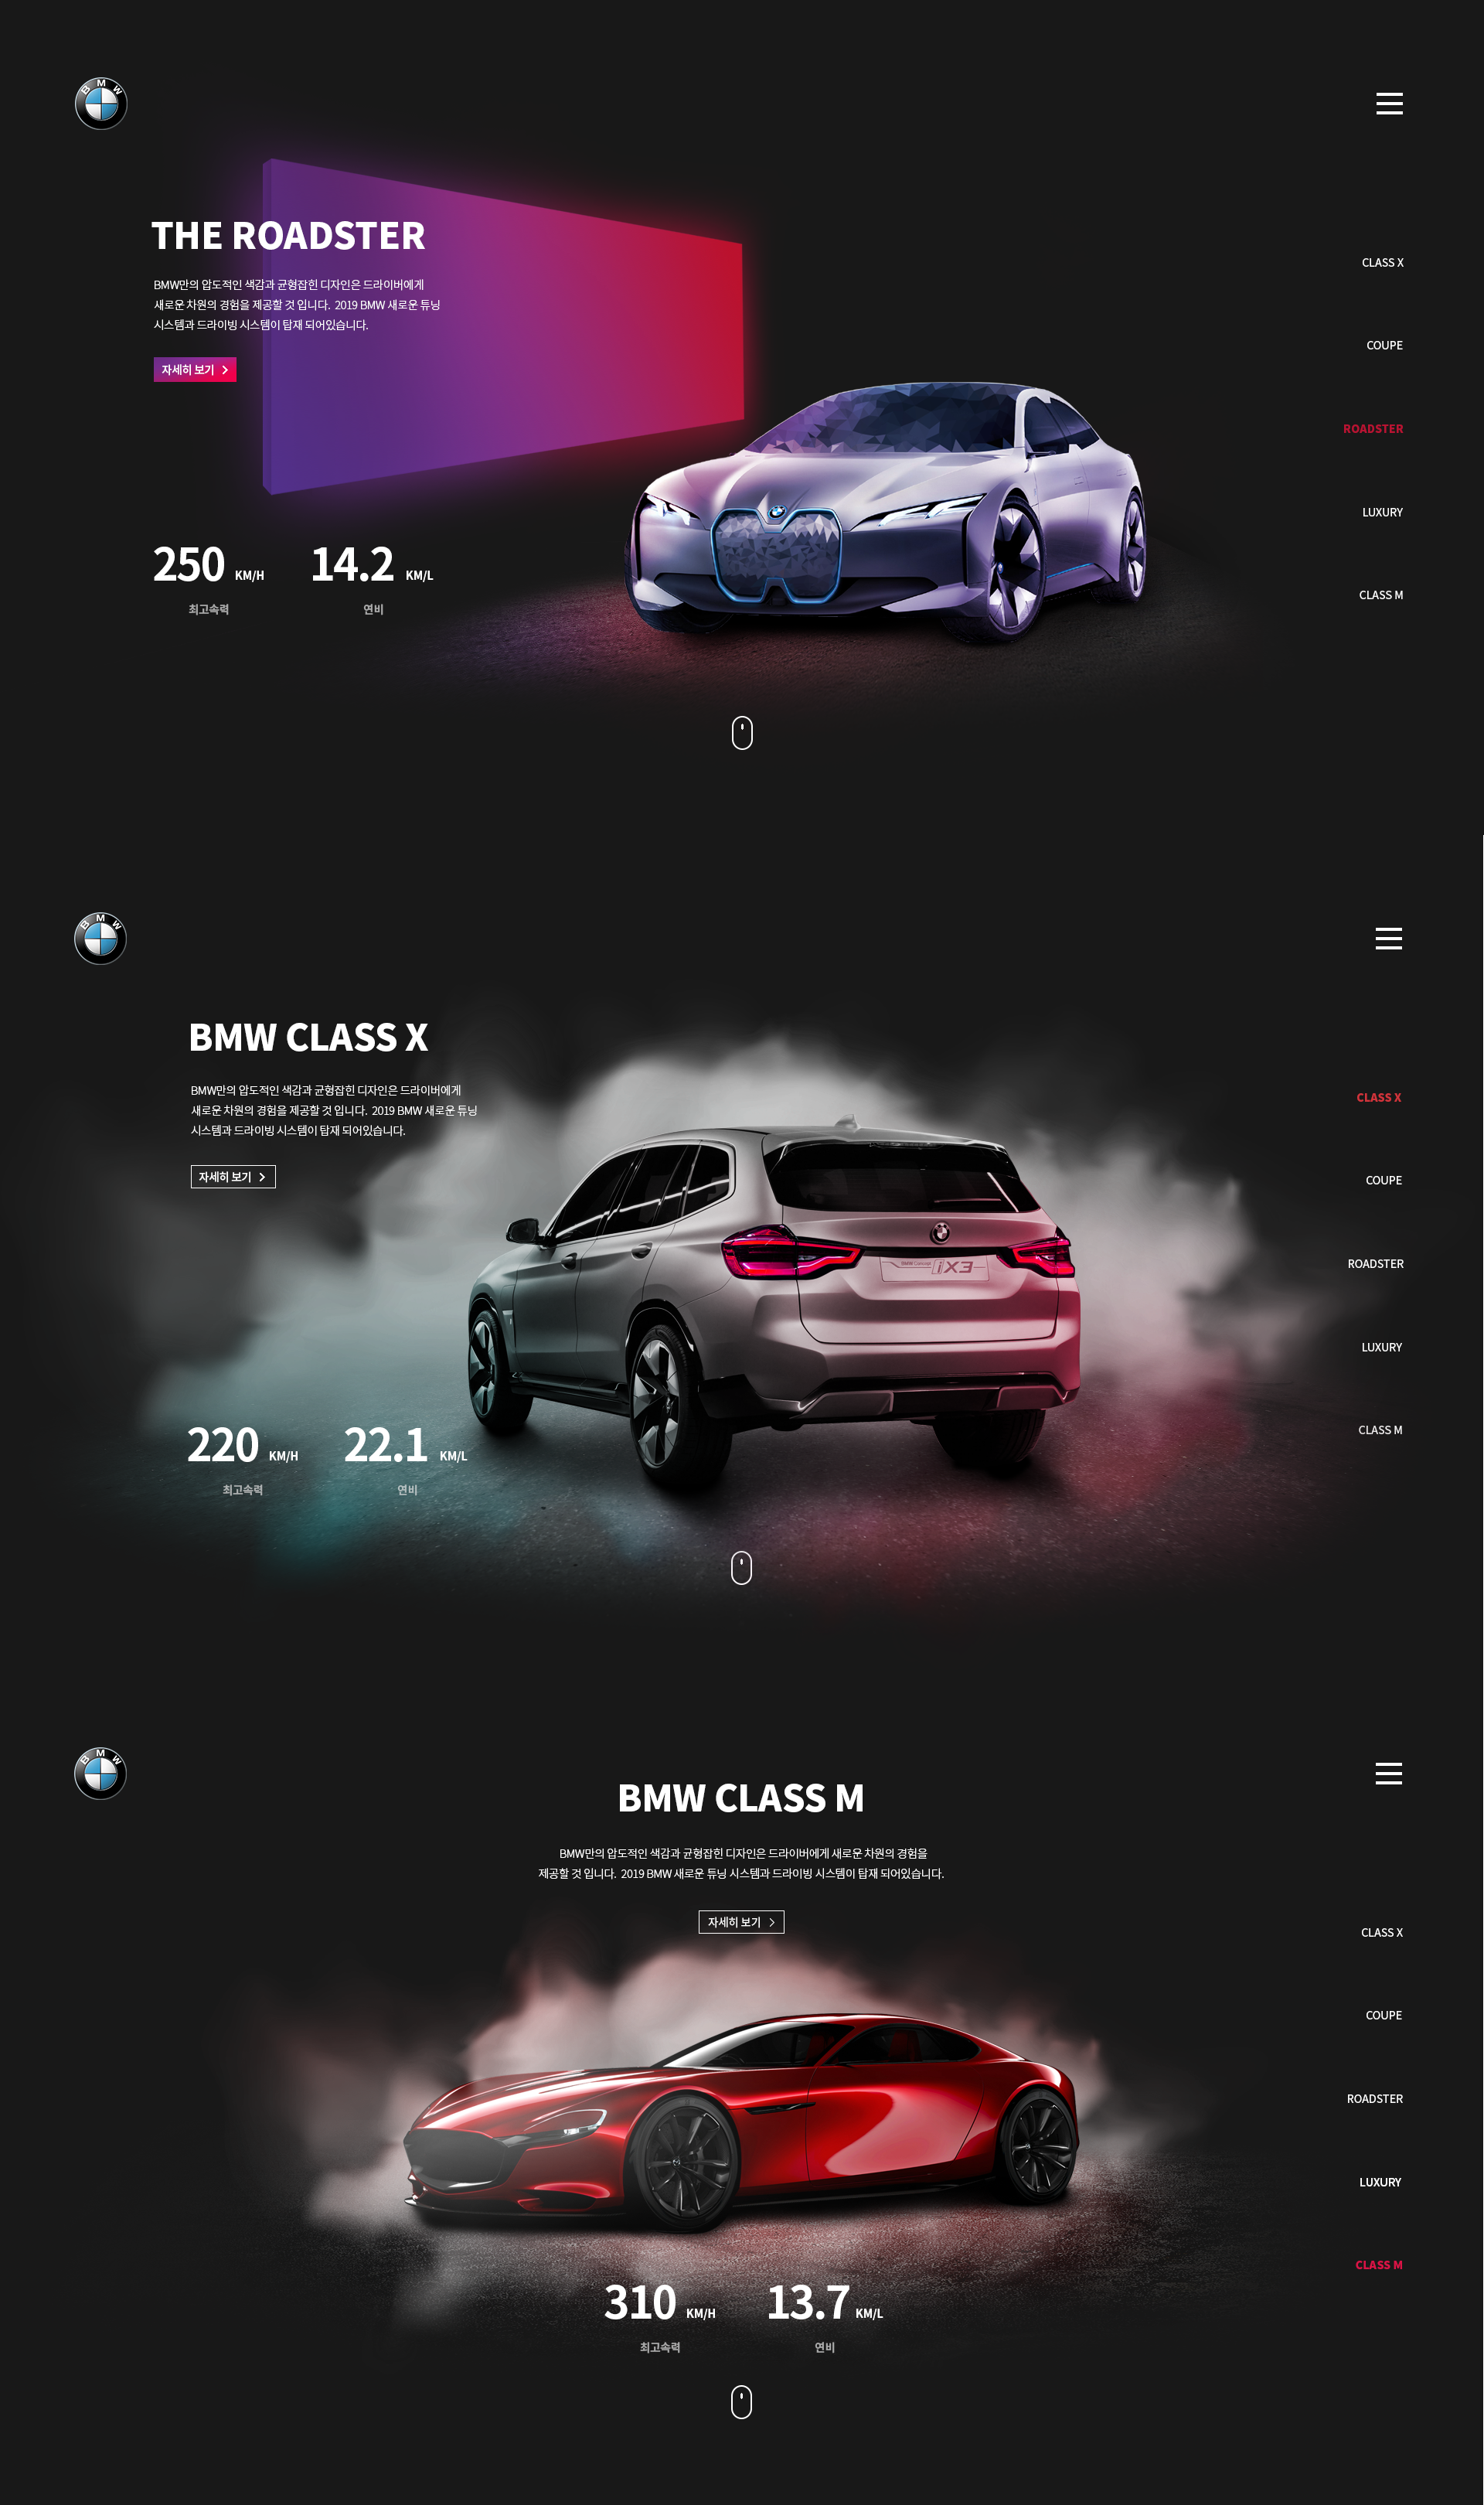 BMW
THE ROADSTER
BMW만의 압도적인 색감과 균형잡힌 디자인은 드라이버에게
새로운 차원의 경험을 제공할 것 입니다. 2019 BMW 새로운 튜닝
시스템과 드라이빙 시스템이 탑재 되어있습니다.
자세히 보기
250 KM/H
최고속력
14.2 KM/L
연비
CLASS X
COUPE
ROADSTER
LUXURY
CLASS M
BMW
BMW CLASS X
BMW만의 압도적인 색감과 균형잡힌 디자인은 드라이버에게
새로운 차원의 경험을 제공할 것 입니다. 2019 BMW 새로운 튜닝
시스템과 드라이빙 시스템이 탑재 되어있습니다.
자세히 보기
iX3
220 KM/H
최고속력
22.1 KM/L
연비
CLASS X
COUPE
ROADSTER
LUXURY
CLASS M
BMW
BMW CLASS M
BMW만의 압도적인 색감과 균형잡힌 디자인은 드라이버에게 새로운 차원의 경험을
제공할 것 입니다. 2019 BMW 새로운 튜닝 시스템과 드라이빙 시스템이 탑재 되어있습니다.
자세히 보기
310 KM/H
최고속력
13.7 KM/L
연비
CLASS X
COUPE
ROADSTER
LUXURY
CLASS M